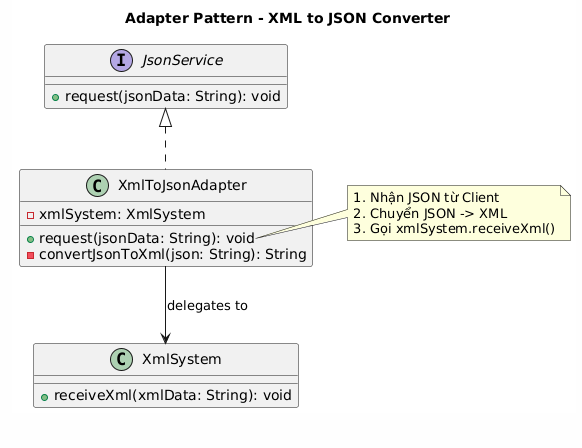 Adapter Pattern - XML to JSON Converter
I JsonService
request(jsonData: String): void
C XmlToJsonAdapter
xmlSystem: XmlSystem
request(jsonData: String): void
convertJsonToXml(json: String): String
1. Nhận JSON từ Client
2. Chuyển JSON -> XML
3. Gọi xmlSystem.receiveXml()
delegates to
C XmlSystem
receiveXml(xmlData: String): void